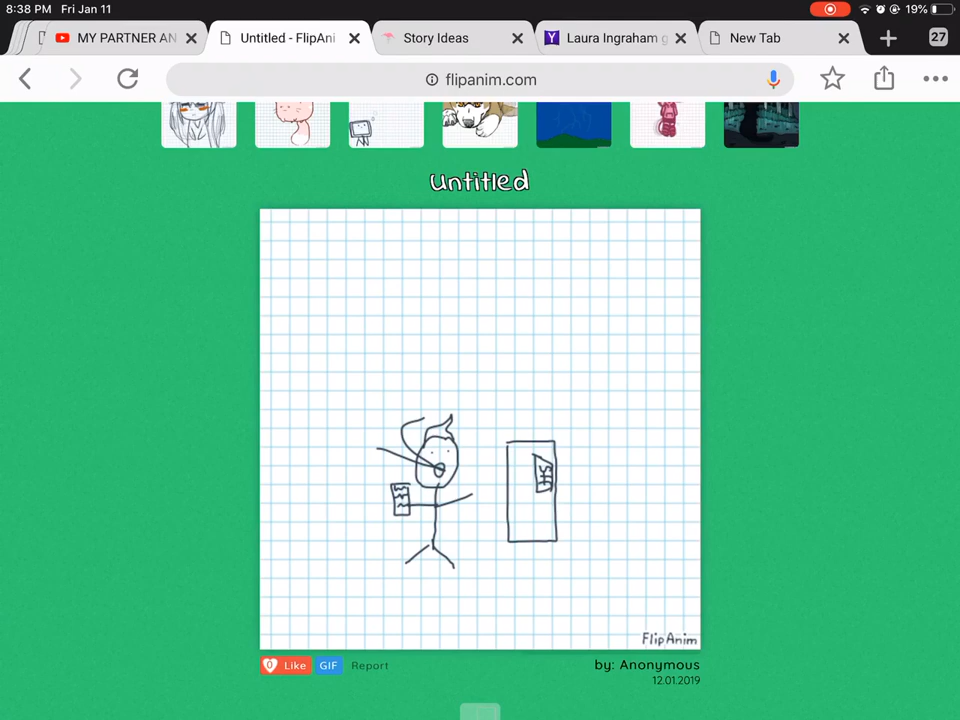 8:38 PM Fri Jan 11
19%
MY PARTNER AN
Untitled - FlipAni
Story Ideas
Laura Ingraham g
New Tab
27
flipanim.com
untitled
FlipAnim
0 Like GIF Report
by: Anonymous
12.01.2019